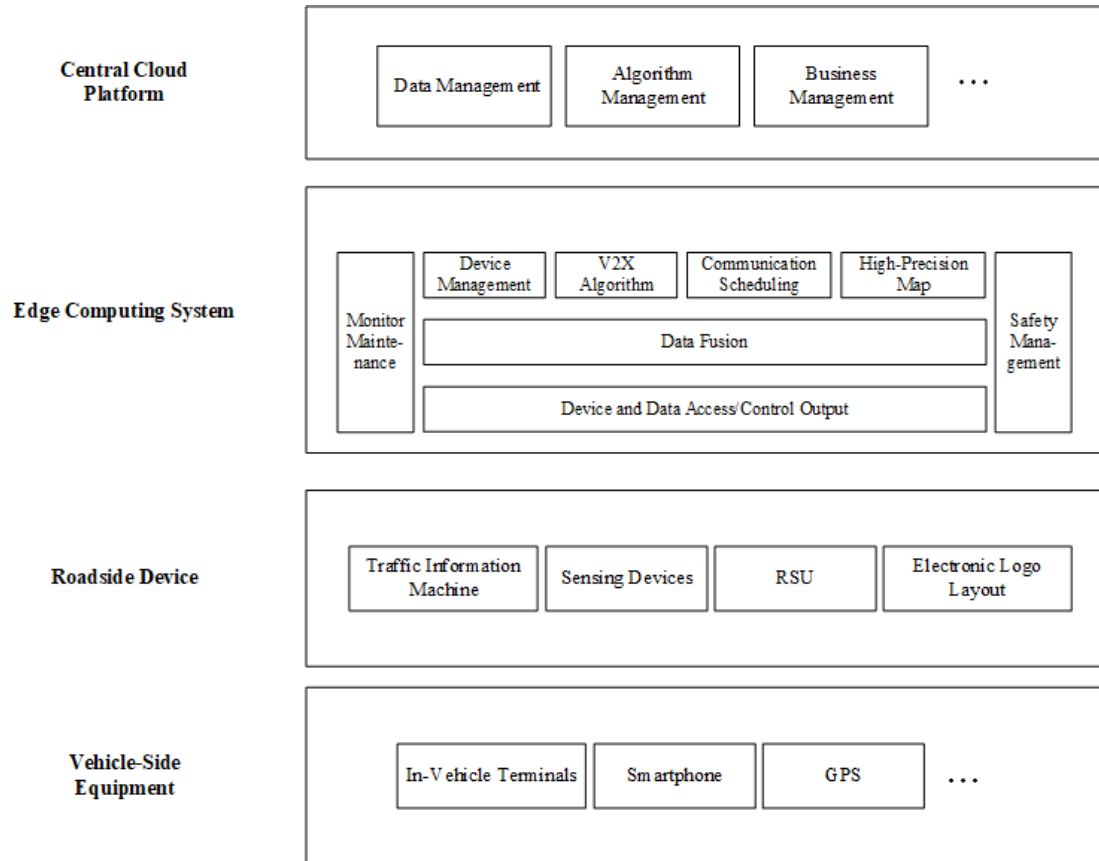 Central Cloud
Platform
Data Management
Algorithm
Management
Business
Management
...
Edge Computing System
Monitor
Mainte-
nance
Device
Management
V2X
Algorithm
Communication
Scheduling
High-Precision
Map
Data Fusion
Device and Data Access/Control Output
Safety
Mana-
gement
Roadside Device
Traffic Information
Machine
Sensing Devices
RSU
Electronic Logo
Layout
Vehicle-Side
Equipment
In-Vehicle Terminals
Smartphone
GPS
...